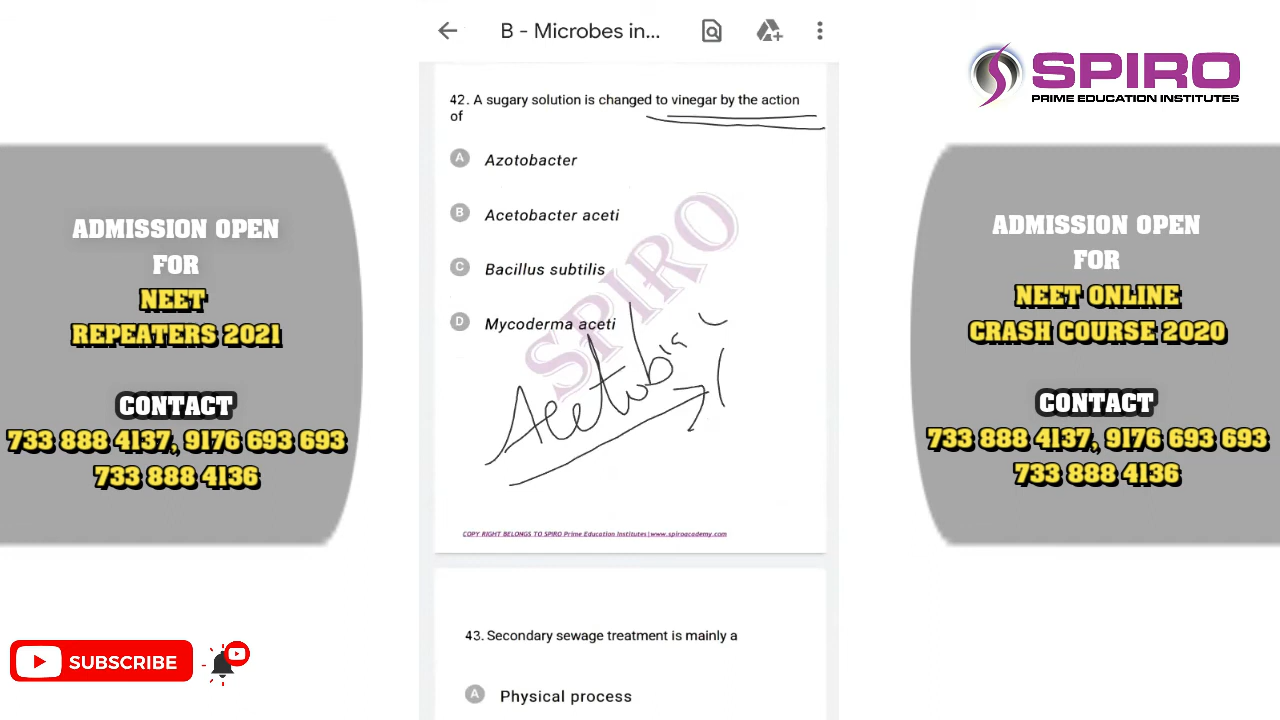 B - Microbes in...
SPIRO
PRIME EDUCATION INSTITUTES
42. A sugary solution is changed to vinegar by the action
of
A Azotobacter
B Acetobacter aceti
C Bacillus subtilis
D Mycoderma aceti
SPIRO
COPY RIGHT BELONGS TO SPIRO Prime Education Institutes|www.spiroacademy.com
43. Secondary sewage treatment is mainly a
A Physical process
ADMISSION OPEN
FOR
NEET
REPEATERS 2021
CONTACT
733 888 4137, 9176 693 693
733 888 4136
ADMISSION OPEN
FOR
NEET ONLINE
CRASH COURSE 2020
CONTACT
733 888 4137, 9176 693 693
733 888 4136
SUBSCRIBE